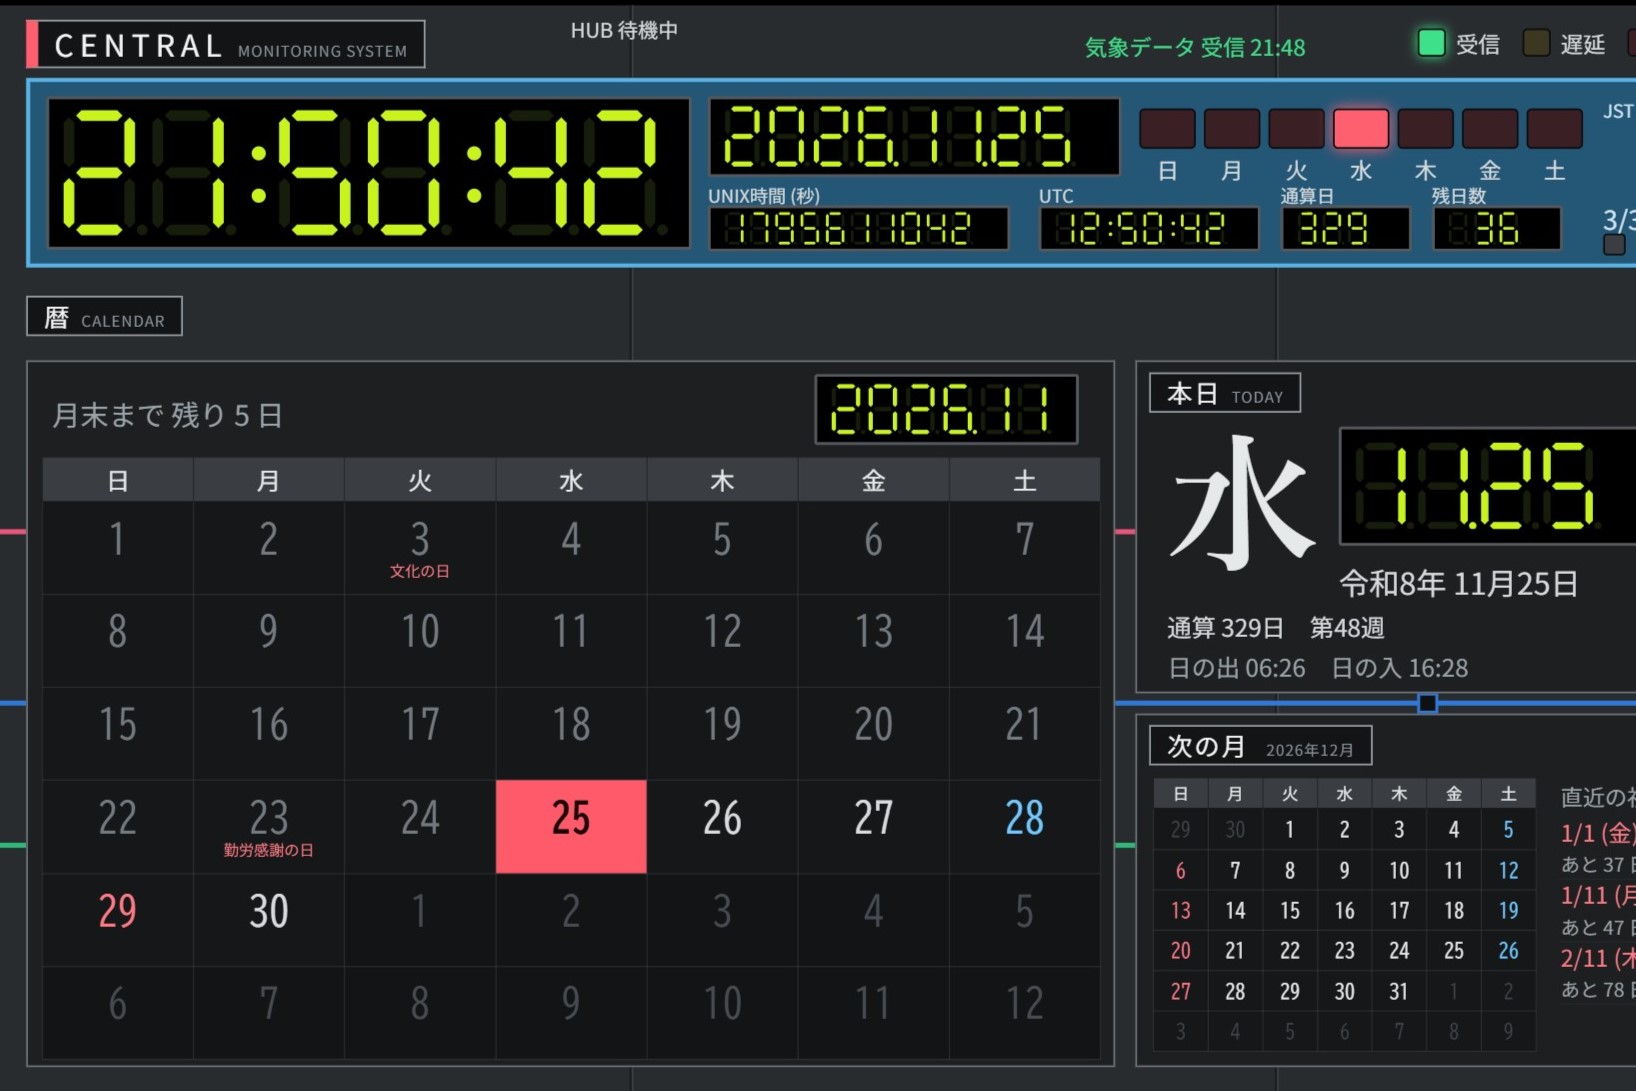 CENTRAL MONITORING SYSTEM
HUB 待機中
気象データ 受信 21:48
受信 遅延
21:50:42
2026.11.25
日 月 火 水 木 金 土
JST
UNIX時間 (秒)
1795611042
UTC
12:50:42
通算日
329
残日数
36
3/3
暦 CALENDAR
月末まで 残り 5 日
2026.11
日 月 火 水 木 金 土
1 2 3 4 5 6 7
文化の日
8 9 10 11 12 13 14
15 16 17 18 19 20 21
22 23 24 25 26 27 28
勤労感謝の日
29 30 1 2 3 4 5
6 7 8 9 10 11 12
本日 TODAY
水
11.25
令和8年 11月25日
通算 329日 第48週
日の出 06:26 日の入 16:28
次の月 2026年12月
日 月 火 水 木 金 土
29 30 1 2 3 4 5
6 7 8 9 10 11 12
13 14 15 16 17 18 19
20 21 22 23 24 25 26
27 28 29 30 31 1 2
3 4 5 6 7 8 9
直近の
1/1 (金)
あと 37
1/11 (月
あと 47
2/11 (木
あと 78